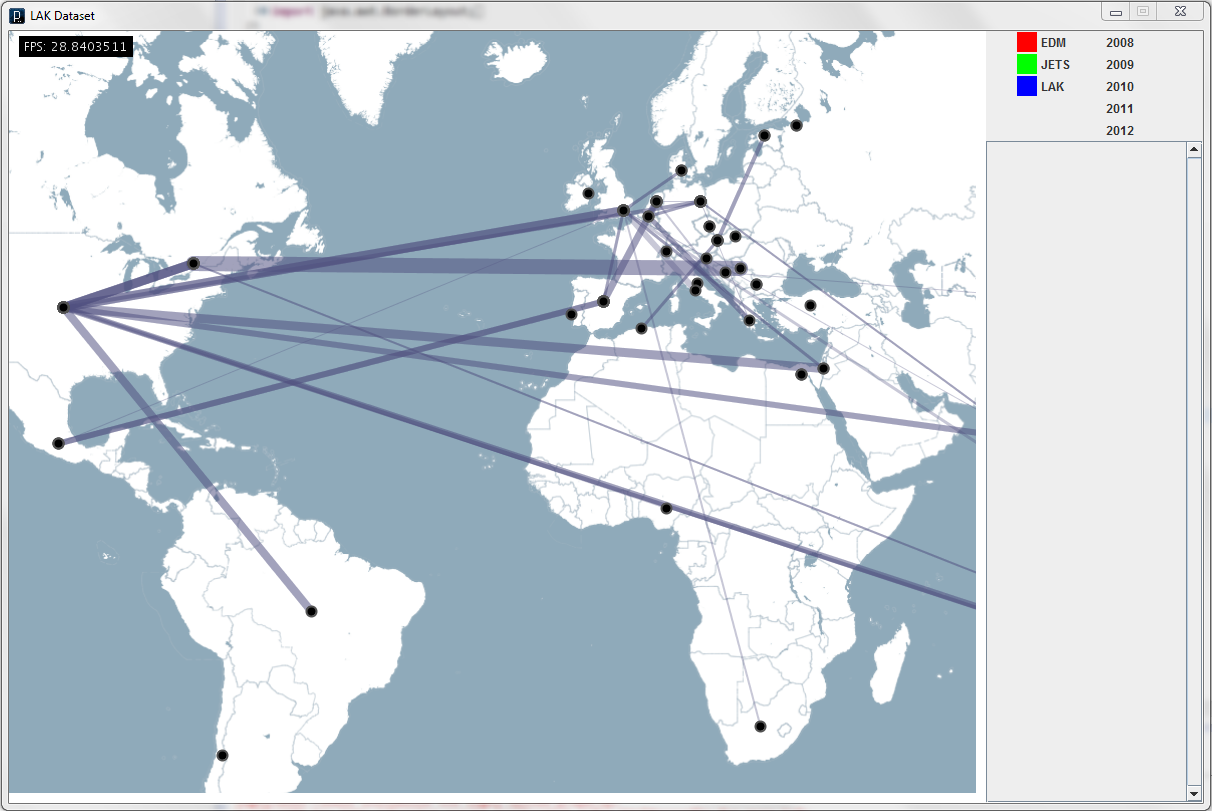 LAK Dataset
FPS: 28.8403511
EDM 2008
JETS 2009
LAK 2010
2011
2012